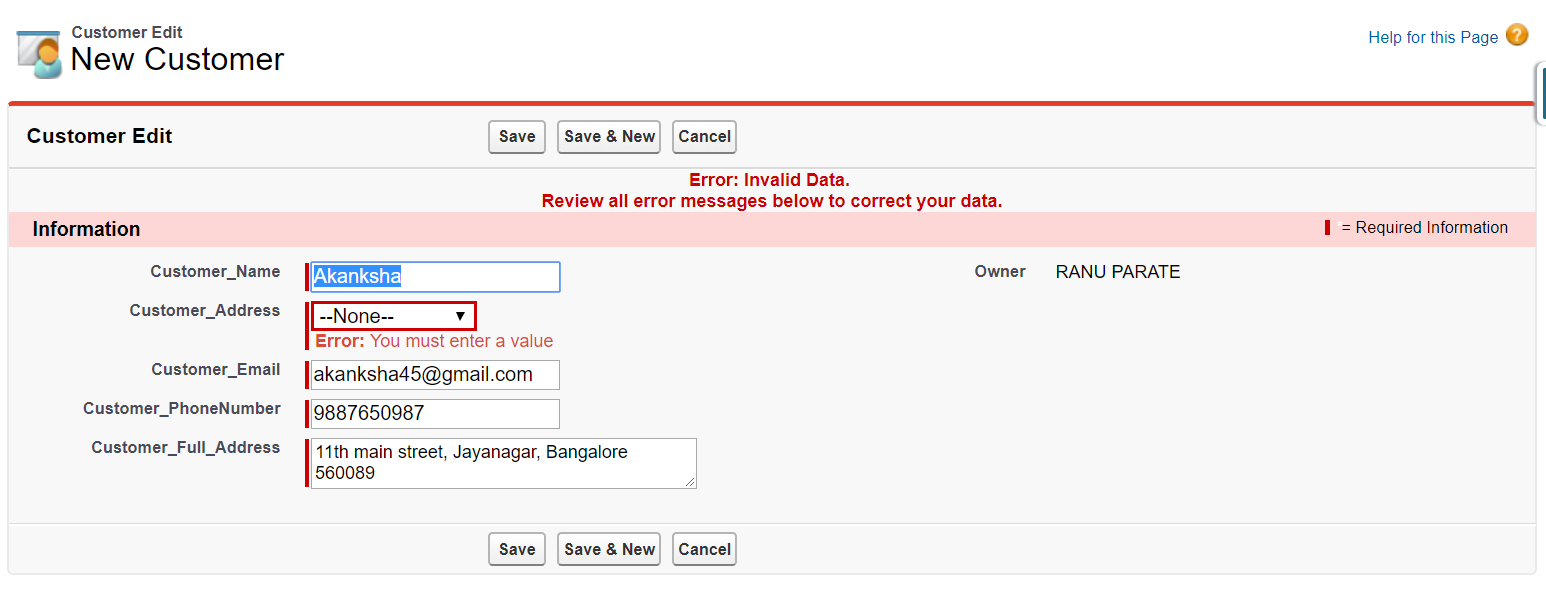 Customer Edit
New Customer
Help for this Page ?
Customer Edit
Save Save & New Cancel
Error: Invalid Data.
Review all error messages below to correct your data.
Information
= Required Information
Customer_Name Akanksha
Owner RANU PARATE
Customer_Address --None--
Error: You must enter a value
Customer_Email akanksha45@gmail.com
Customer_PhoneNumber 9887650987
Customer_Full_Address 11th main street, Jayanagar, Bangalore
560089
Save Save & New Cancel